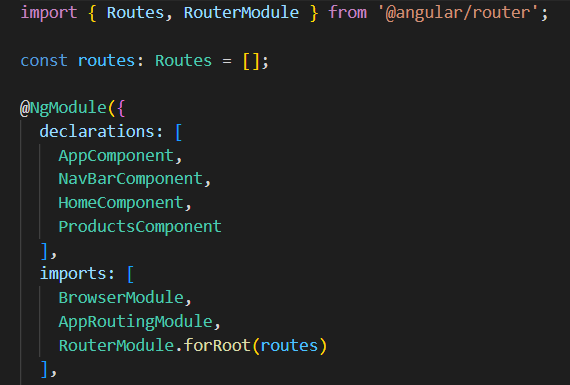 import { Routes, RouterModule } from '@angular/router';
const routes: Routes = [];
@NgModule({
declarations: [
AppComponent,
NavBarComponent,
HomeComponent,
ProductsComponent
],
imports: [
BrowserModule,
AppRoutingModule,
RouterModule.forRoot(routes)
],